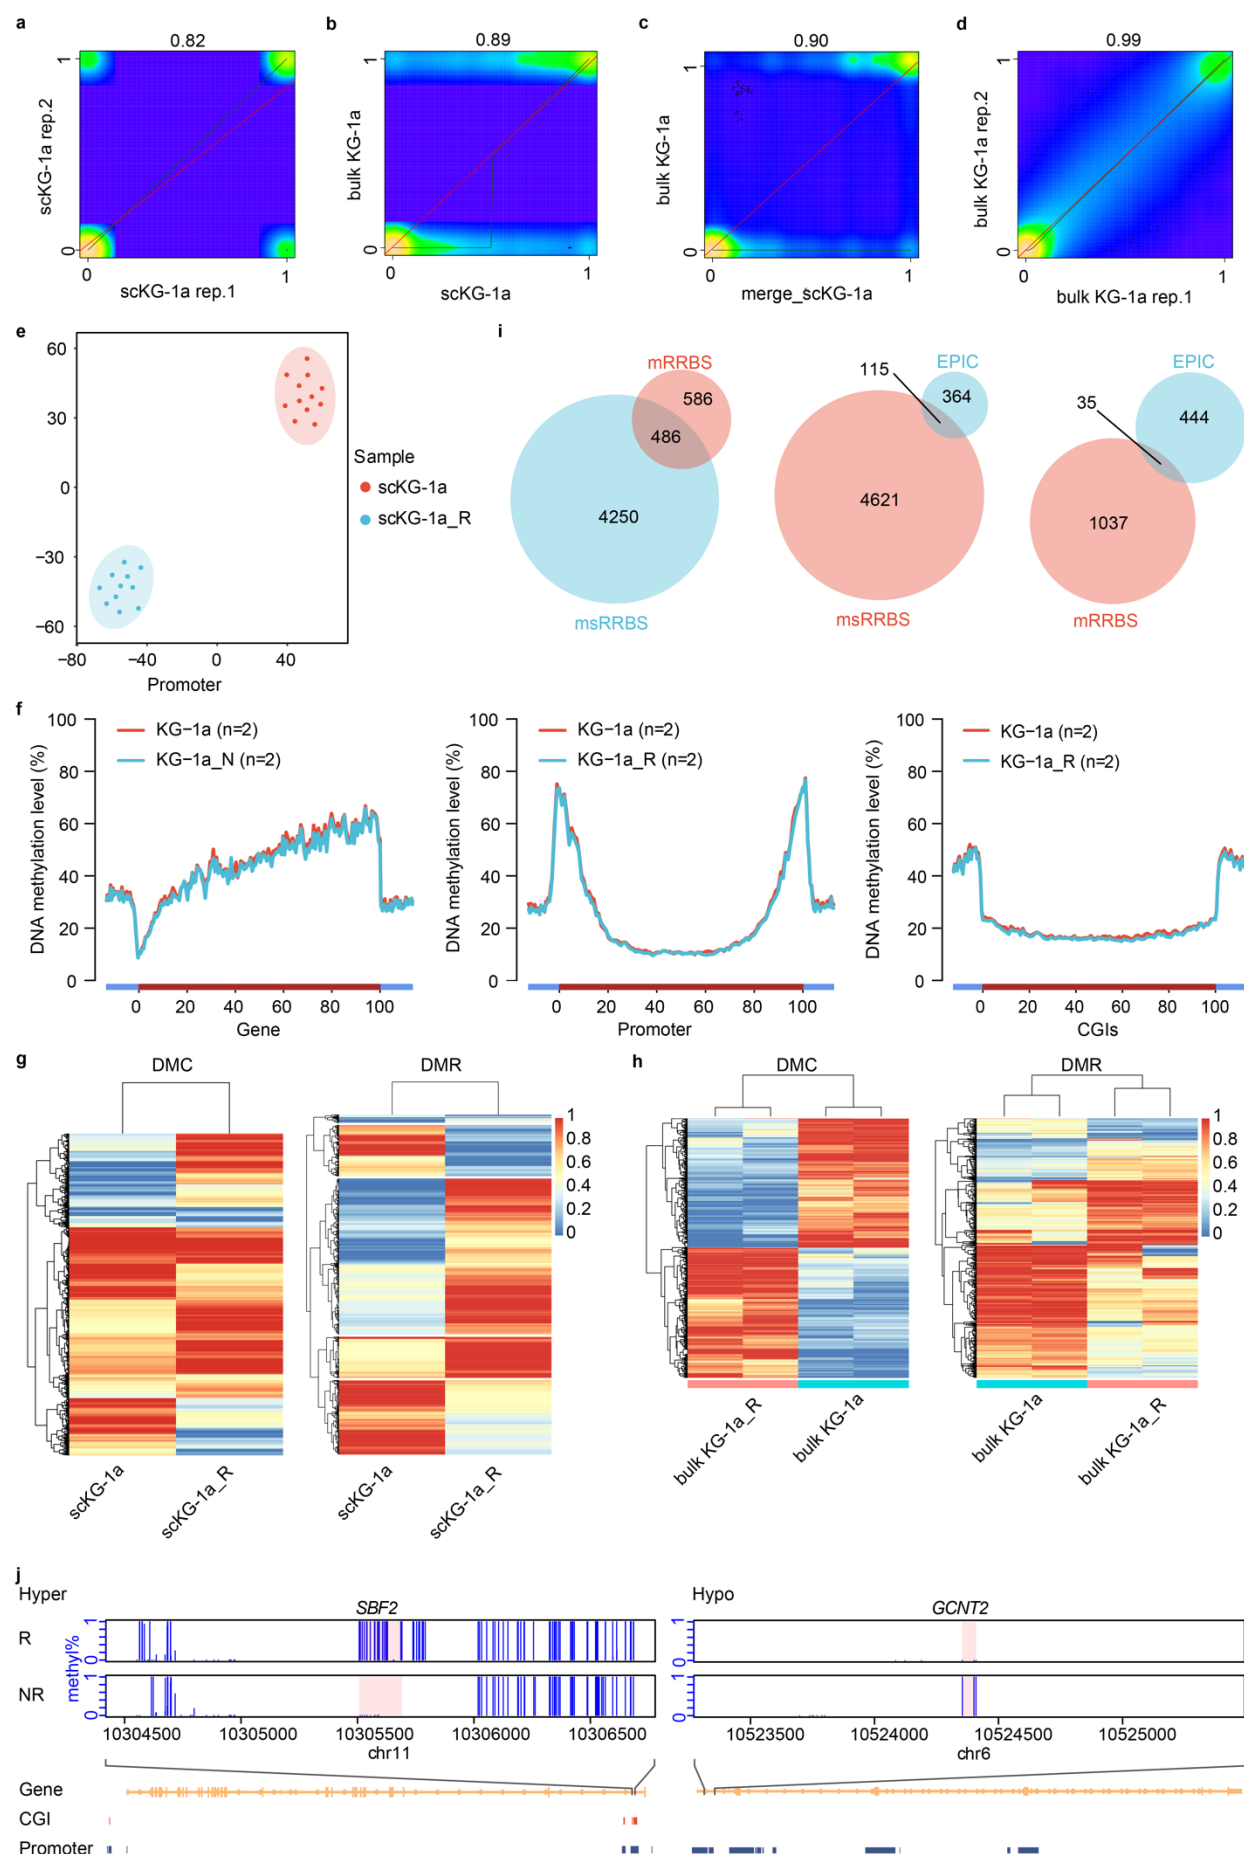 a
0.82
1
0
scKG-1a rep.2
0
1
scKG-1a rep.1
b
0.89
1
0
bulk KG-1a
0
1
scKG-1a
c
0.90
1
0
bulk KG-1a
0
1
merge_scKG-1a
d
0.99
1
0
bulk KG-1a rep.2
0
1
bulk KG-1a rep.1
e
60
30
0
−30
−60
−80
−40
0
40
Promoter
Sample
scKG-1a
scKG-1a_R
i
mRRBS
586
486
4250
msRRBS
115
EPIC
364
4621
msRRBS
35
EPIC
444
1037
mRRBS
f
DNA methylation level (%)
100
80
60
40
20
0
KG−1a (n=2)
KG−1a_N (n=2)
0
20
40
60
80
100
Gene
DNA methylation level (%)
100
80
60
40
20
0
KG−1a (n=2)
KG−1a_R (n=2)
0
20
40
60
80
100
Promoter
DNA methylation level (%)
100
80
60
40
20
0
KG−1a (n=2)
KG−1a_R (n=2)
0
20
40
60
80
100
CGIs
g
DMC
scKG-1a
scKG-1a_R
DMR
1
0.8
0.6
0.4
0.2
0
scKG-1a
scKG-1a_R
h
DMC
bulk KG-1a_R
bulk KG-1a
DMR
1
0.8
0.6
0.4
0.2
0
bulk KG-1a
bulk KG-1a_R
j
Hyper
SBF2
R
NR
methyl%
1
0
1
0
10304500
10305000
10305500
10306000
10306500
chr11
Hypo
GCNT2
1
0
1
0
10523500
10524000
10524500
10525000
chr6
Gene
CGI
Promoter